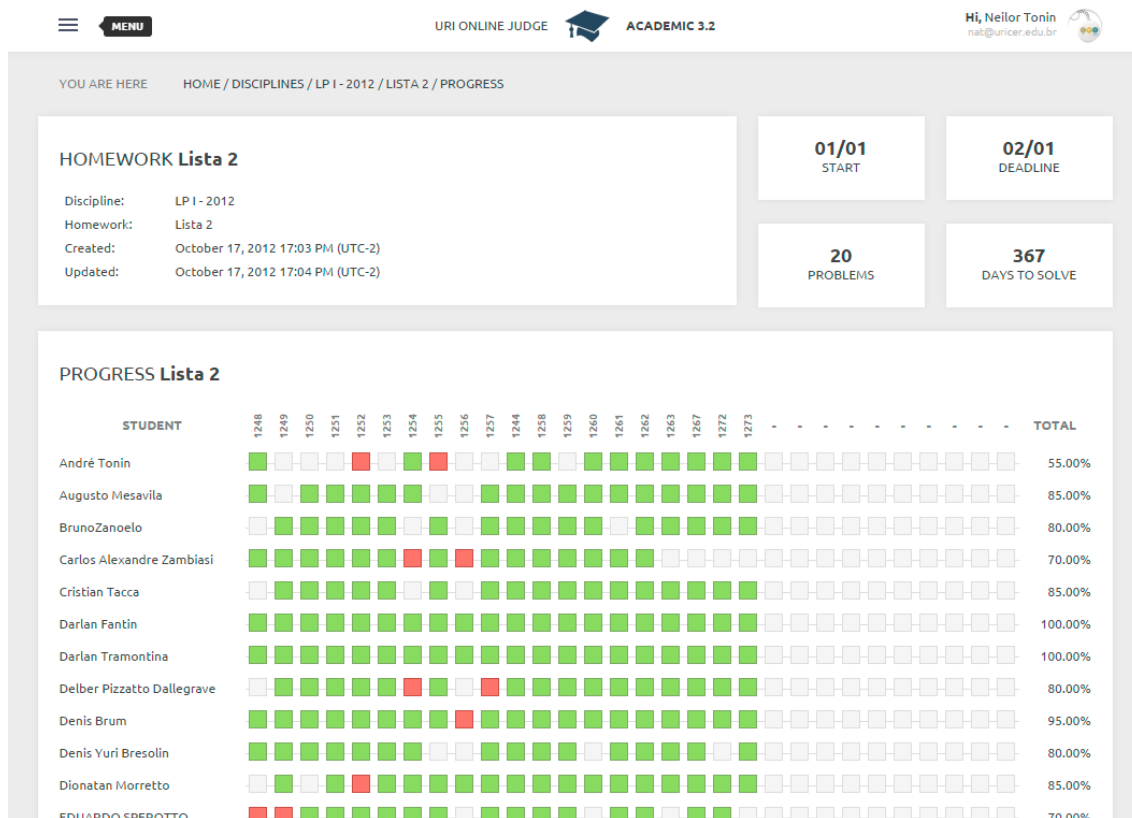 MENU
URI ONLINE JUDGE ACADEMIC 3.2
Hi, Neilor Tonin
nat@uricer.edu.br
YOU ARE HERE HOME / DISCIPLINES / LP I - 2012 / LISTA 2 / PROGRESS
HOMEWORK Lista 2
Discipline: LP I - 2012
Homework: Lista 2
Created: October 17, 2012 17:03 PM (UTC-2)
Updated: October 17, 2012 17:04 PM (UTC-2)
01/01
START
02/01
DEADLINE
20
PROBLEMS
367
DAYS TO SOLVE
PROGRESS Lista 2
STUDENT 1248 1249 1250 1251 1252 1253 1254 1255 1256 1257 1244 1258 1259 1260 1261 1262 1263 1267 1272 1273 - - - - - - - - - - TOTAL
André Tonin 55.00%
Augusto Mesavila 85.00%
BrunoZanoelo 80.00%
Carlos Alexandre Zambiasi 70.00%
Cristian Tacca 85.00%
Darlan Fantin 100.00%
Darlan Tramontina 100.00%
Delber Pizzatto Dallegrave 80.00%
Denis Brum 95.00%
Denis Yuri Bresolin 80.00%
Dionatan Morretto 85.00%
EDUARDO SPEROTTO 70.00%